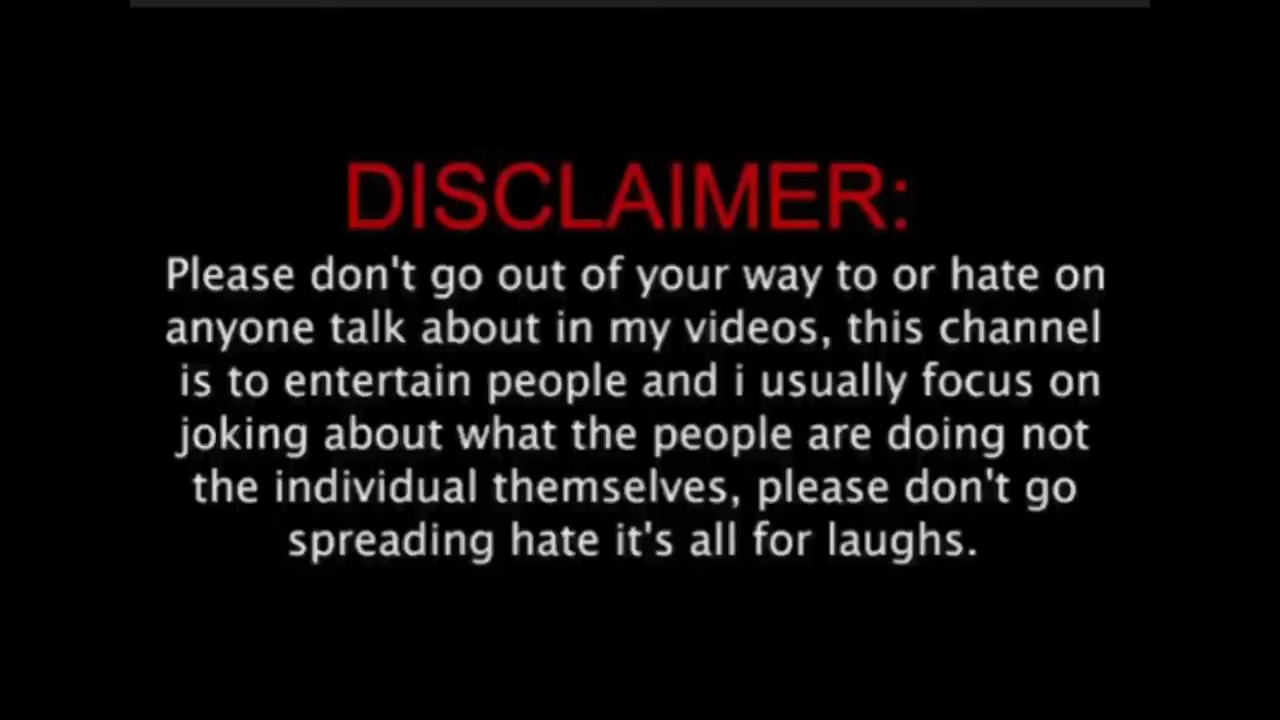 DISCLAIMER:
Please don't go out of your way to or hate on
anyone talk about in my videos, this channel
is to entertain people and i usually focus on
joking about what the people are doing not
the individual themselves, please don't go
spreading hate it's all for laughs.